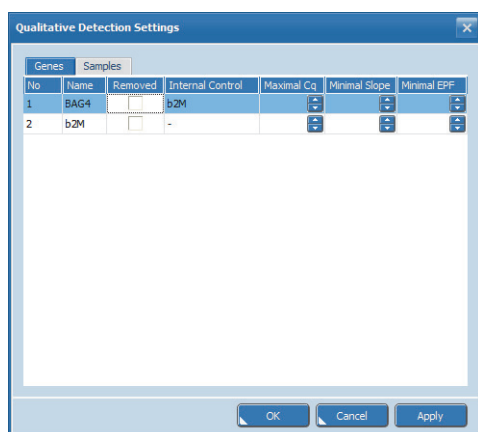 Qualitative Detection Settings
Genes Samples
No Name Removed Internal Control Maximal Cq Minimal Slope Minimal EPF
1 BAG4 b2M
2 b2M -
OK Cancel Apply